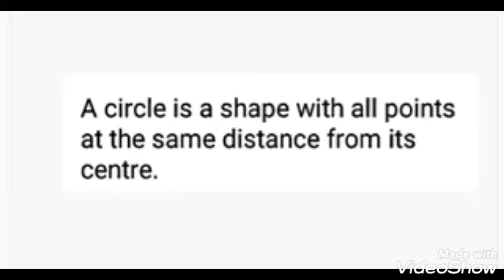 A circle is a shape with all points
at the same distance from its
centre.
Made with
VideoShow